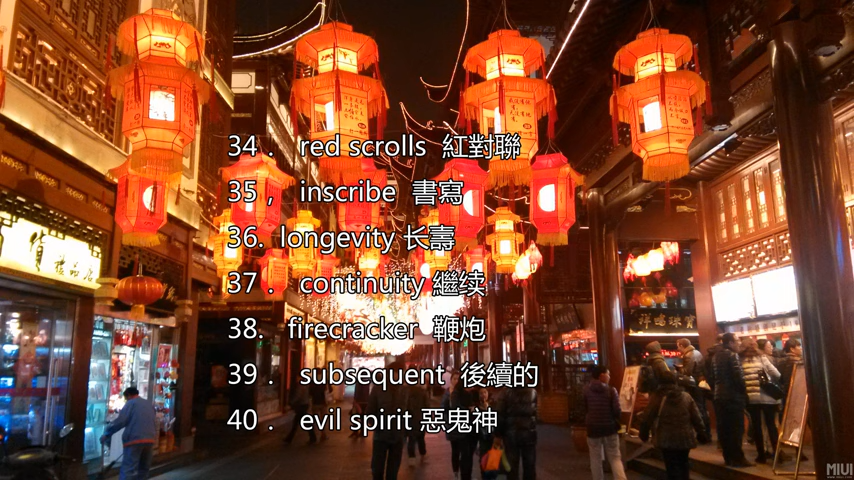 34． red scrolls 紅對聯
35， inscribe 書寫
36. longevity 长壽
37． continuity 繼续
38. firecracker 鞭炮
39． subsequent 後續的
40． evil spirit 惡鬼神
MIUI